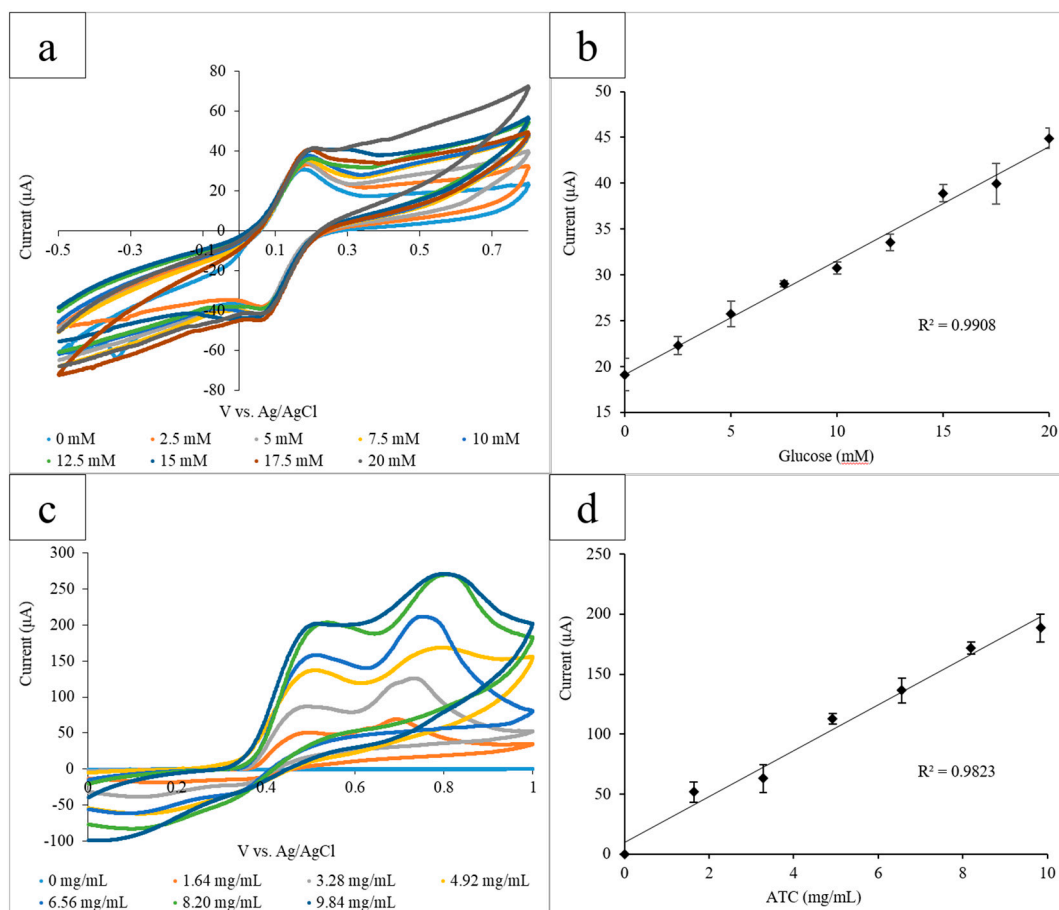 a
80
60
40
20
0
-20
-40
-60
-80
-0.5
-0.3
-0.1
0.1
0.3
0.5
0.7
Current (µA)
V vs. Ag/AgCl
0 mM
2.5 mM
5 mM
7.5 mM
10 mM
12.5 mM
15 mM
17.5 mM
20 mM
b
50
45
40
35
30
25
20
15
0
5
10
15
20
Current (µA)
R² = 0.9908
Glucose (mM)
c
300
250
200
150
100
50
0
-50
-100
0
0.2
0.4
0.6
0.8
1
Current (µA)
V vs. Ag/AgCl
0 mg/mL
1.64 mg/mL
3.28 mg/mL
4.92 mg/mL
6.56 mg/mL
8.20 mg/mL
9.84 mg/mL
d
250
200
150
100
50
0
0
2
4
6
8
10
Current (µA)
R² = 0.9823
ATC (mg/mL)